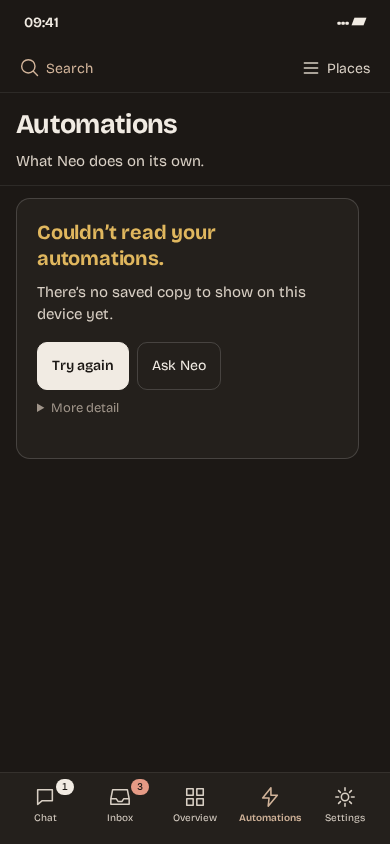 09:41
Search
Places
Automations
What Neo does on its own.
Couldn't read your
automations.
There's no saved copy to show on this
device yet.
Try again
Ask Neo
More detail
1
3
Chat
Inbox
Overview
Automations
Settings